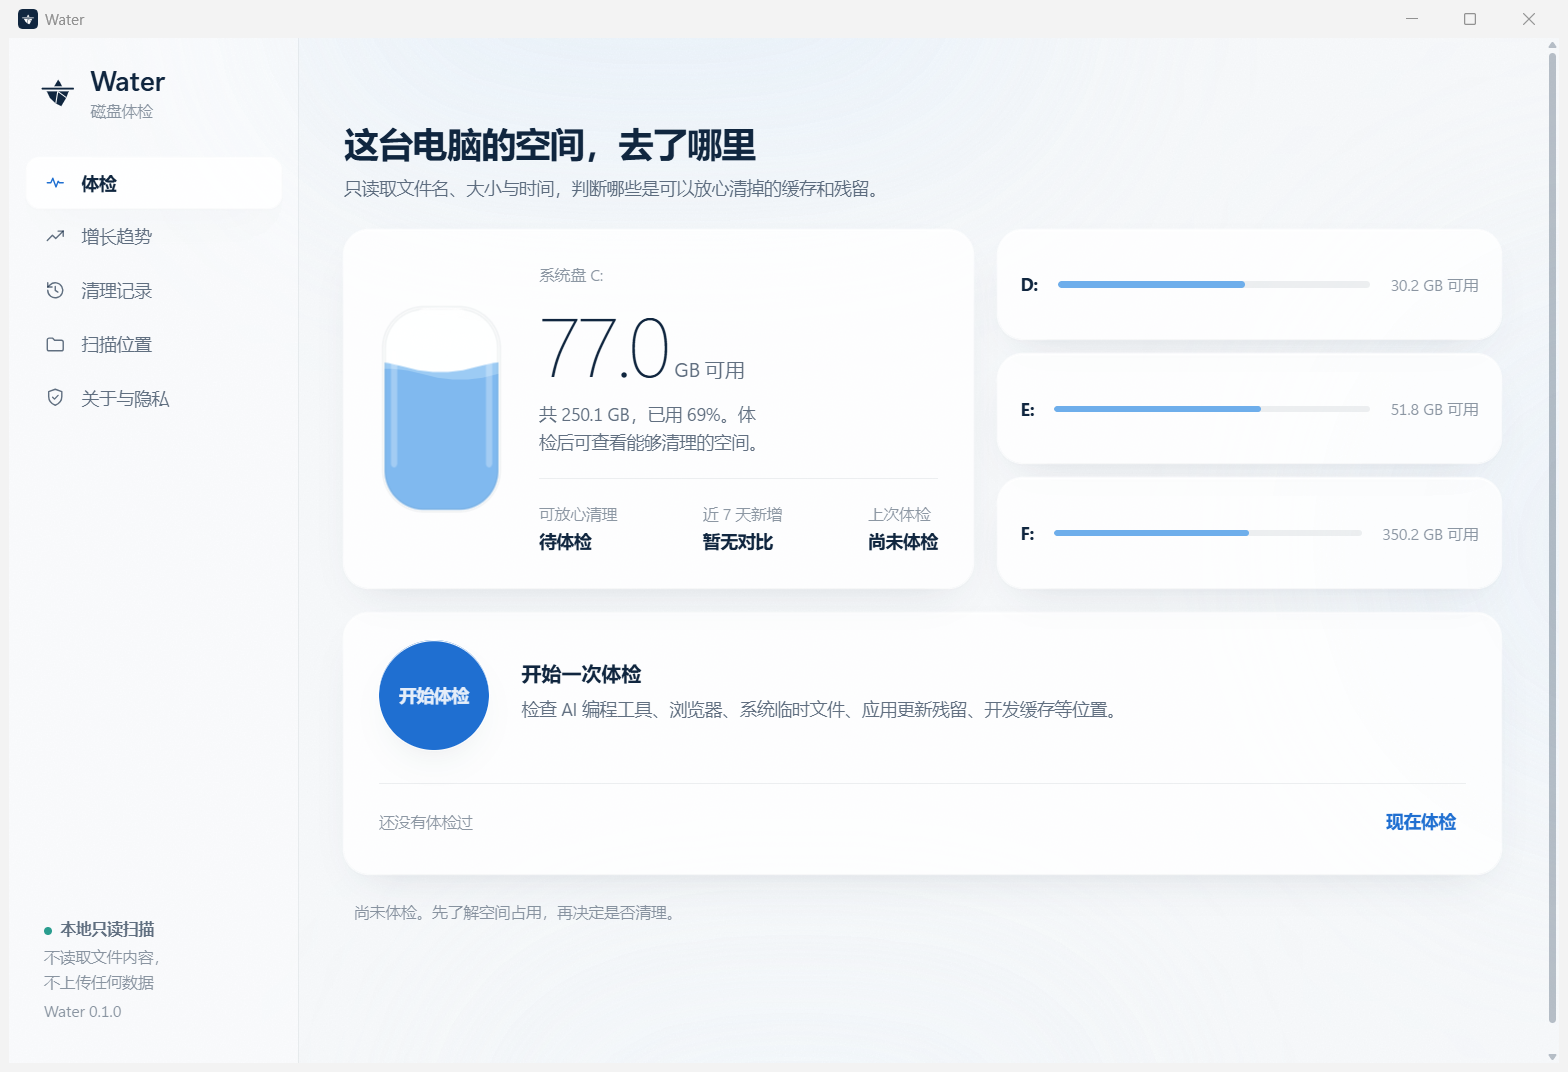 Water
Water
磁盘体检
体检
增长趋势
清理记录
扫描位置
关于与隐私
本地只读扫描
不读取文件内容，
不上传任何数据
Water 0.1.0
这台电脑的空间，去了哪里
只读取文件名、大小与时间，判断哪些是可以放心清掉的缓存和残留。
系统盘 C:
77.0 GB 可用
共 250.1 GB，已用 69%。体
检后可查看能够清理的空间。
可放心清理
待体检
近 7 天新增
暂无对比
上次体检
尚未体检
D:
30.2 GB 可用
E:
51.8 GB 可用
F:
350.2 GB 可用
开始体检
开始一次体检
检查 AI 编程工具、浏览器、系统临时文件、应用更新残留、开发缓存等位置。
还没有体检过
现在体检
尚未体检。先了解空间占用，再决定是否清理。